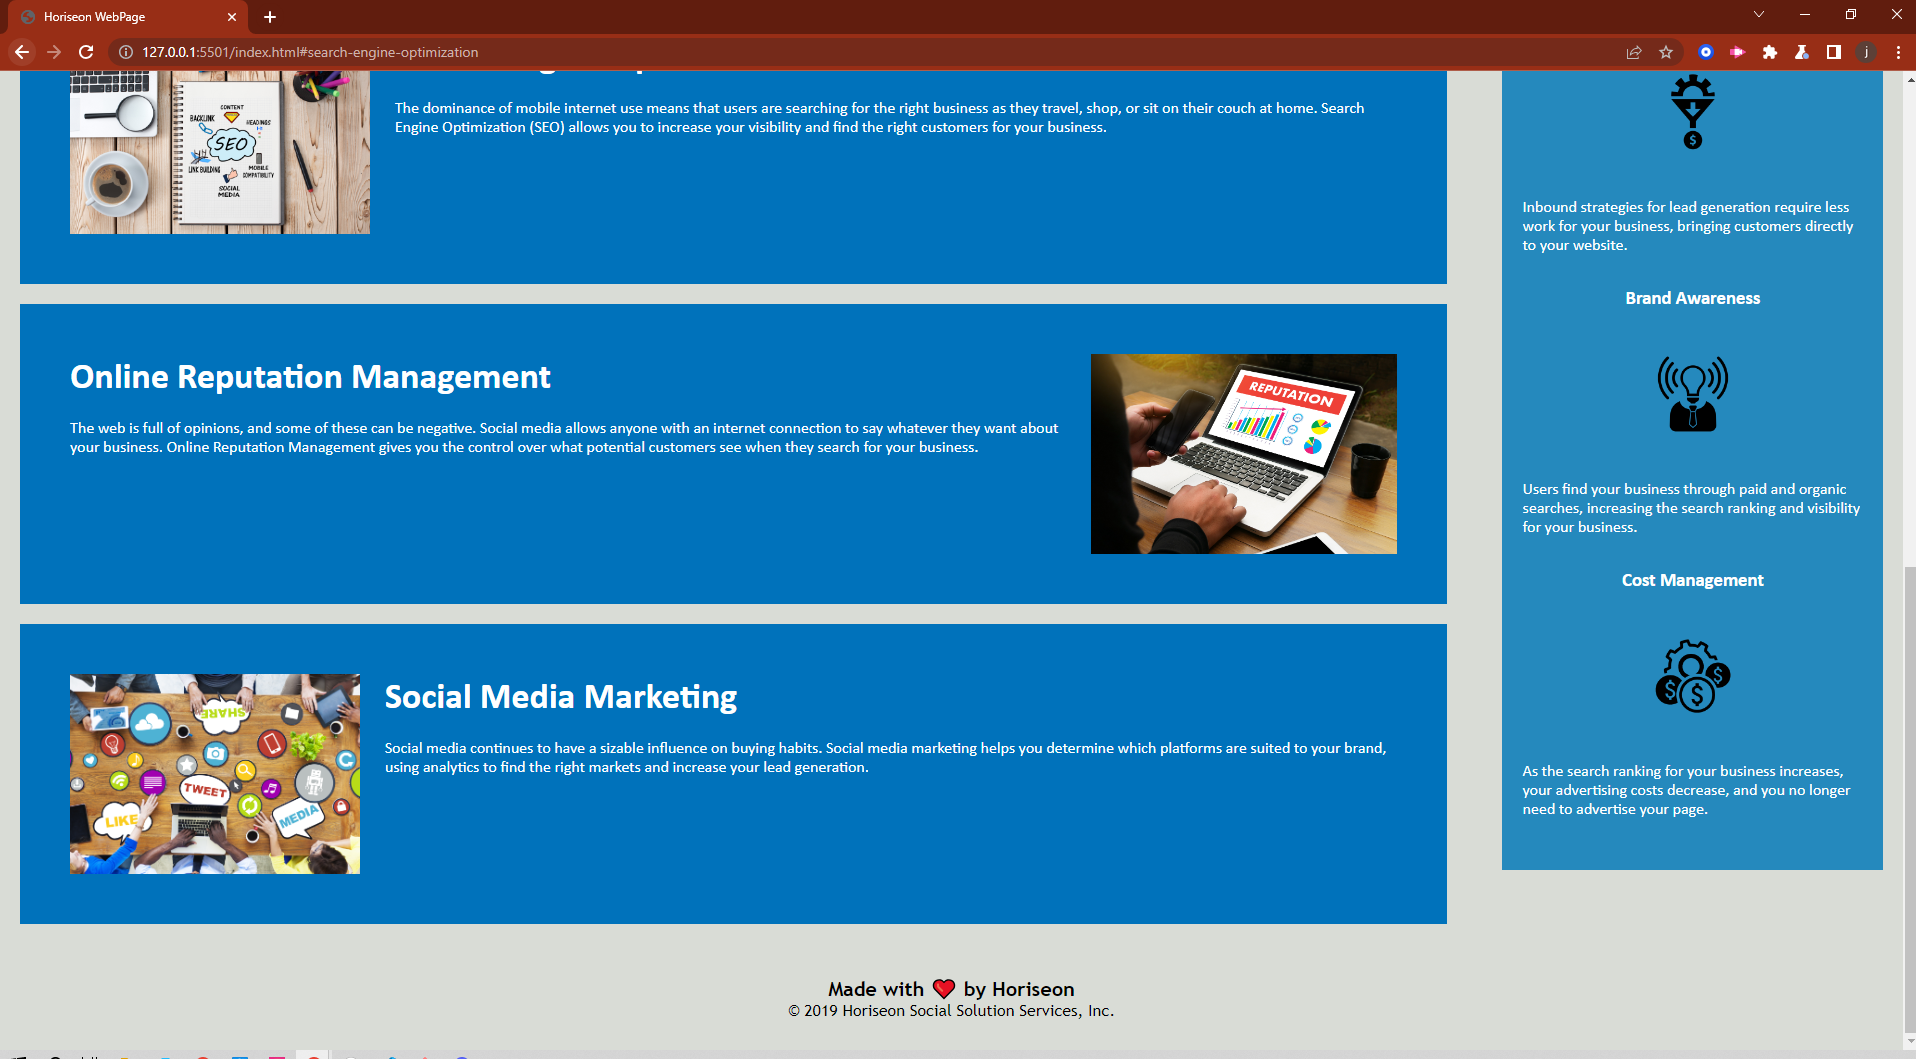 Horiseon WebPage
127.0.0.1:5501/index.html#search-engine-optimization
j
CONTENT
BACKLINK
HEADINGS
SEO
LINK BUILDING
MOBILE
COMPATIBILITY
SOCIAL
MEDIA
The dominance of mobile internet use means that users are searching for the right business as they travel, shop, or sit on their couch at home. Search
Engine Optimization (SEO) allows you to increase your visibility and find the right customers for your business.
Online Reputation Management
The web is full of opinions, and some of these can be negative. Social media allows anyone with an internet connection to say whatever they want about
your business. Online Reputation Management gives you the control over what potential customers see when they search for your business.
REPUTATION
SHARE
TWEET
LIKE
MEDIA
Social Media Marketing
Social media continues to have a sizable influence on buying habits. Social media marketing helps you determine which platforms are suited to your brand,
using analytics to find the right markets and increase your lead generation.
$
Inbound strategies for lead generation require less
work for your business, bringing customers directly
to your website.
Brand Awareness
Users find your business through paid and organic
searches, increasing the search ranking and visibility
for your business.
Cost Management
$ $ $
As the search ranking for your business increases,
your advertising costs decrease, and you no longer
need to advertise your page.
Made with ❤️ by Horiseon
© 2019 Horiseon Social Solution Services, Inc.